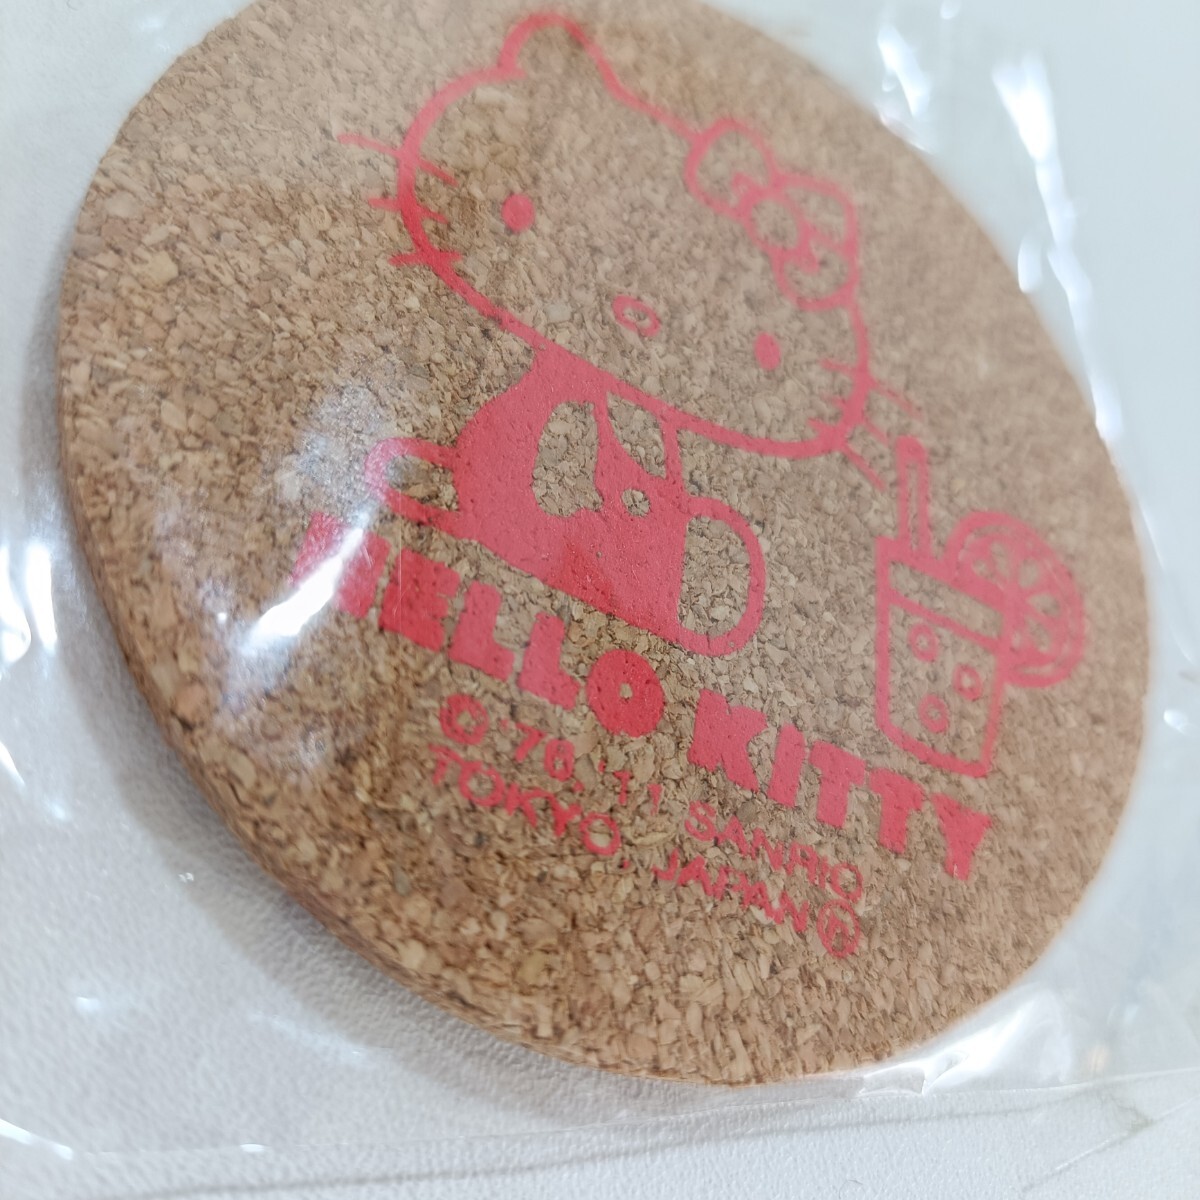 HELLO KITTY
© '76, '11 SANRIO
TOKYO, JAPAN Ⓡ